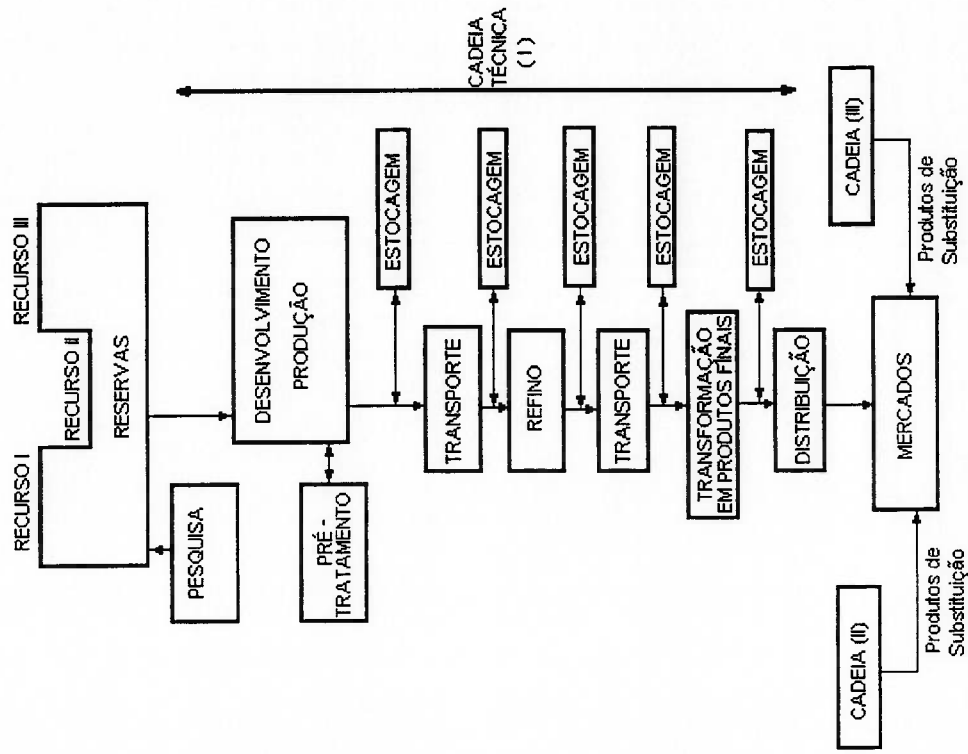 RECURSO I
RECURSO II
RECURSO III
RESERVAS
PESQUISA
DESENVOLVIMENTO
PRODUÇÃO
PRÉ -
TRATAMENTO
CADEIA
TÉCNICA
( I )
ESTOCAGEM
TRANSPORTE
ESTOCAGEM
REFINO
ESTOCAGEM
TRANSPORTE
ESTOCAGEM
TRANSFORMAÇÃO
EM PRODUTOS FINAIS
ESTOCAGEM
DISTRIBUIÇÃO
CADEIA (II)
Produtos de
Substituição
MERCADOS
CADEIA (III)
Produtos de
Substituição